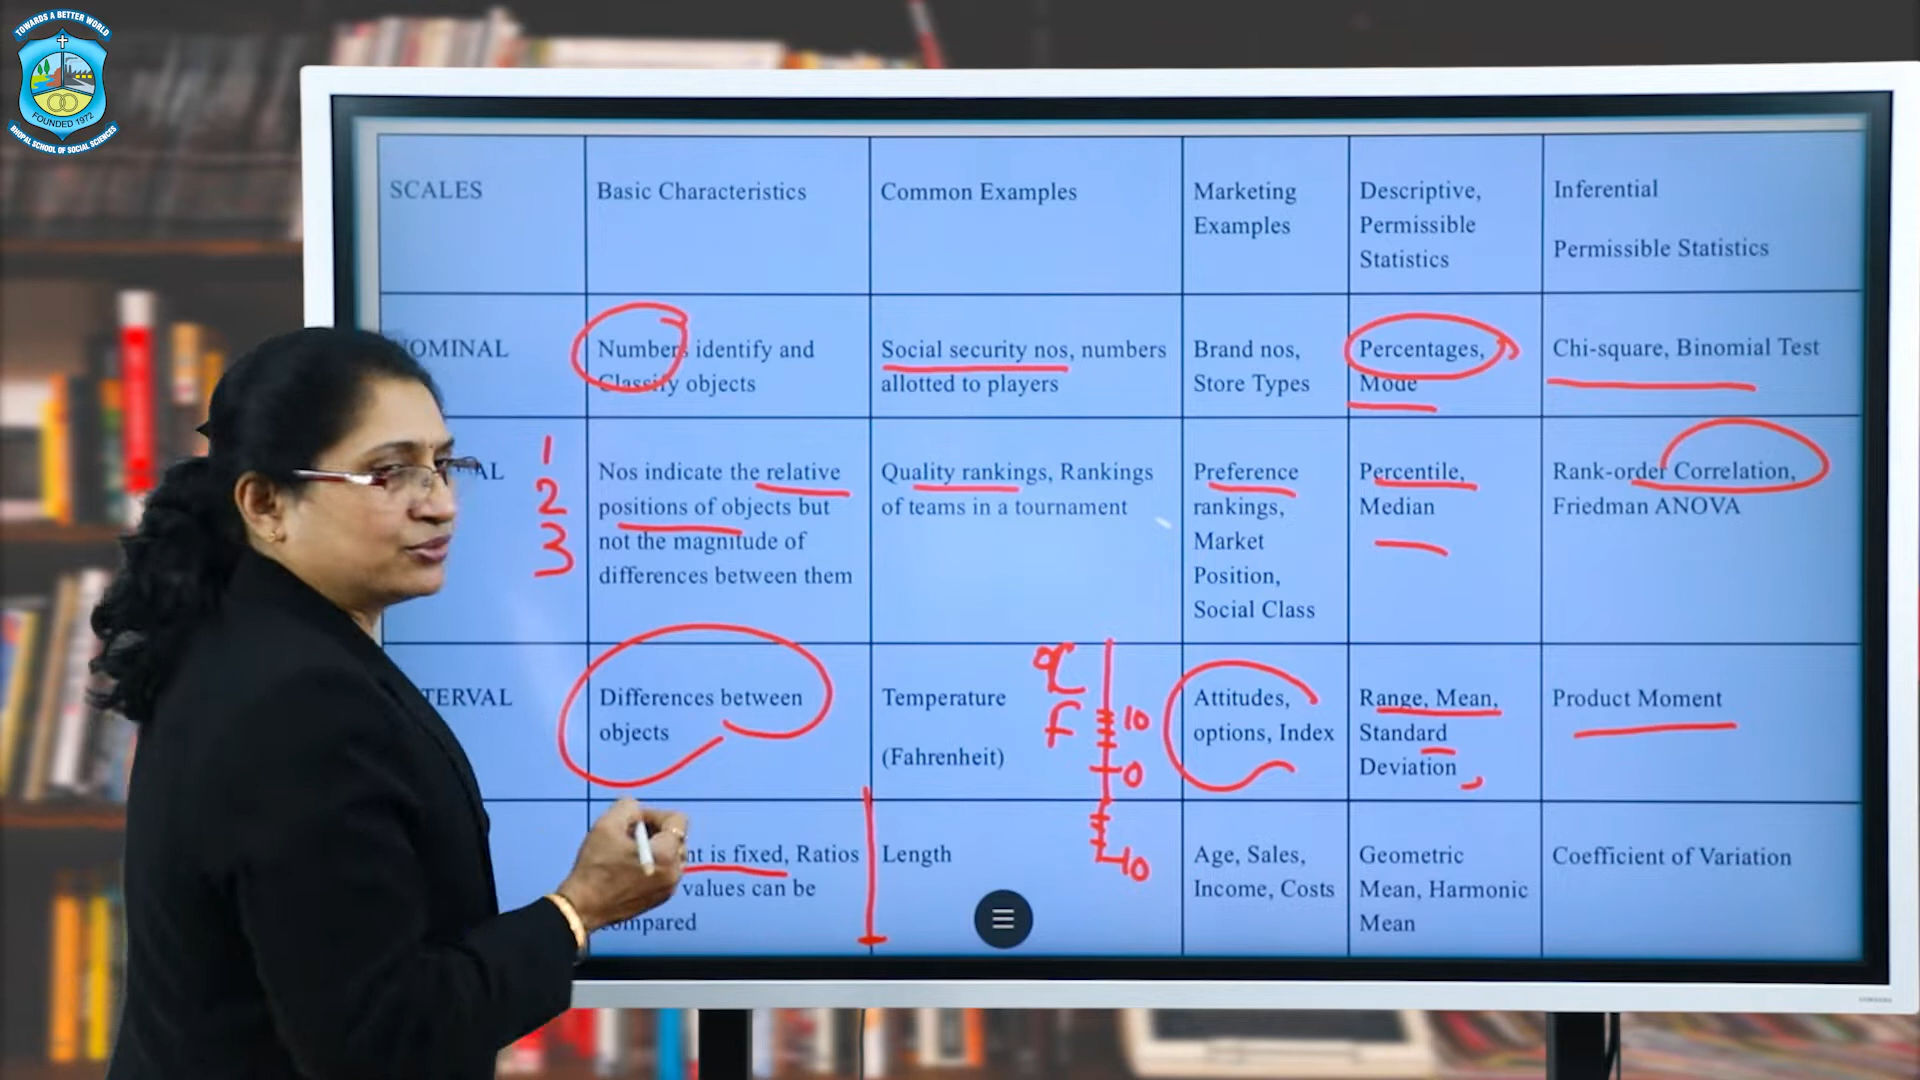 TOWARDS A BETTER WORLD
FOUNDED 1972
BHOPAL SCHOOL OF SOCIAL SCIENCES
SCALES
Basic Characteristics
Common Examples
Marketing
Examples
Descriptive,
Permissible
Statistics
Inferential
Permissible Statistics
NOMINAL
Numbers identify and
Classify objects
Social security nos, numbers
allotted to players
Brand nos,
Store Types
Percentages,
Mode
Chi-square, Binomial Test
AL
1
2
3
Nos indicate the relative
positions of objects but
not the magnitude of
differences between them
Quality rankings, Rankings
of teams in a tournament
Preference
rankings,
Market
Position,
Social Class
Percentile,
Median
Rank-order Correlation,
Friedman ANOVA
TERVAL
Differences between
objects
Temperature
(Fahrenheit)
°C
F
10
0
-10
Attitudes,
options, Index
Range, Mean,
Standard
Deviation
Product Moment
nt is fixed, Ratios
values can be
compared
Length
Age, Sales,
Income, Costs
Geometric
Mean, Harmonic
Mean
Coefficient of Variation